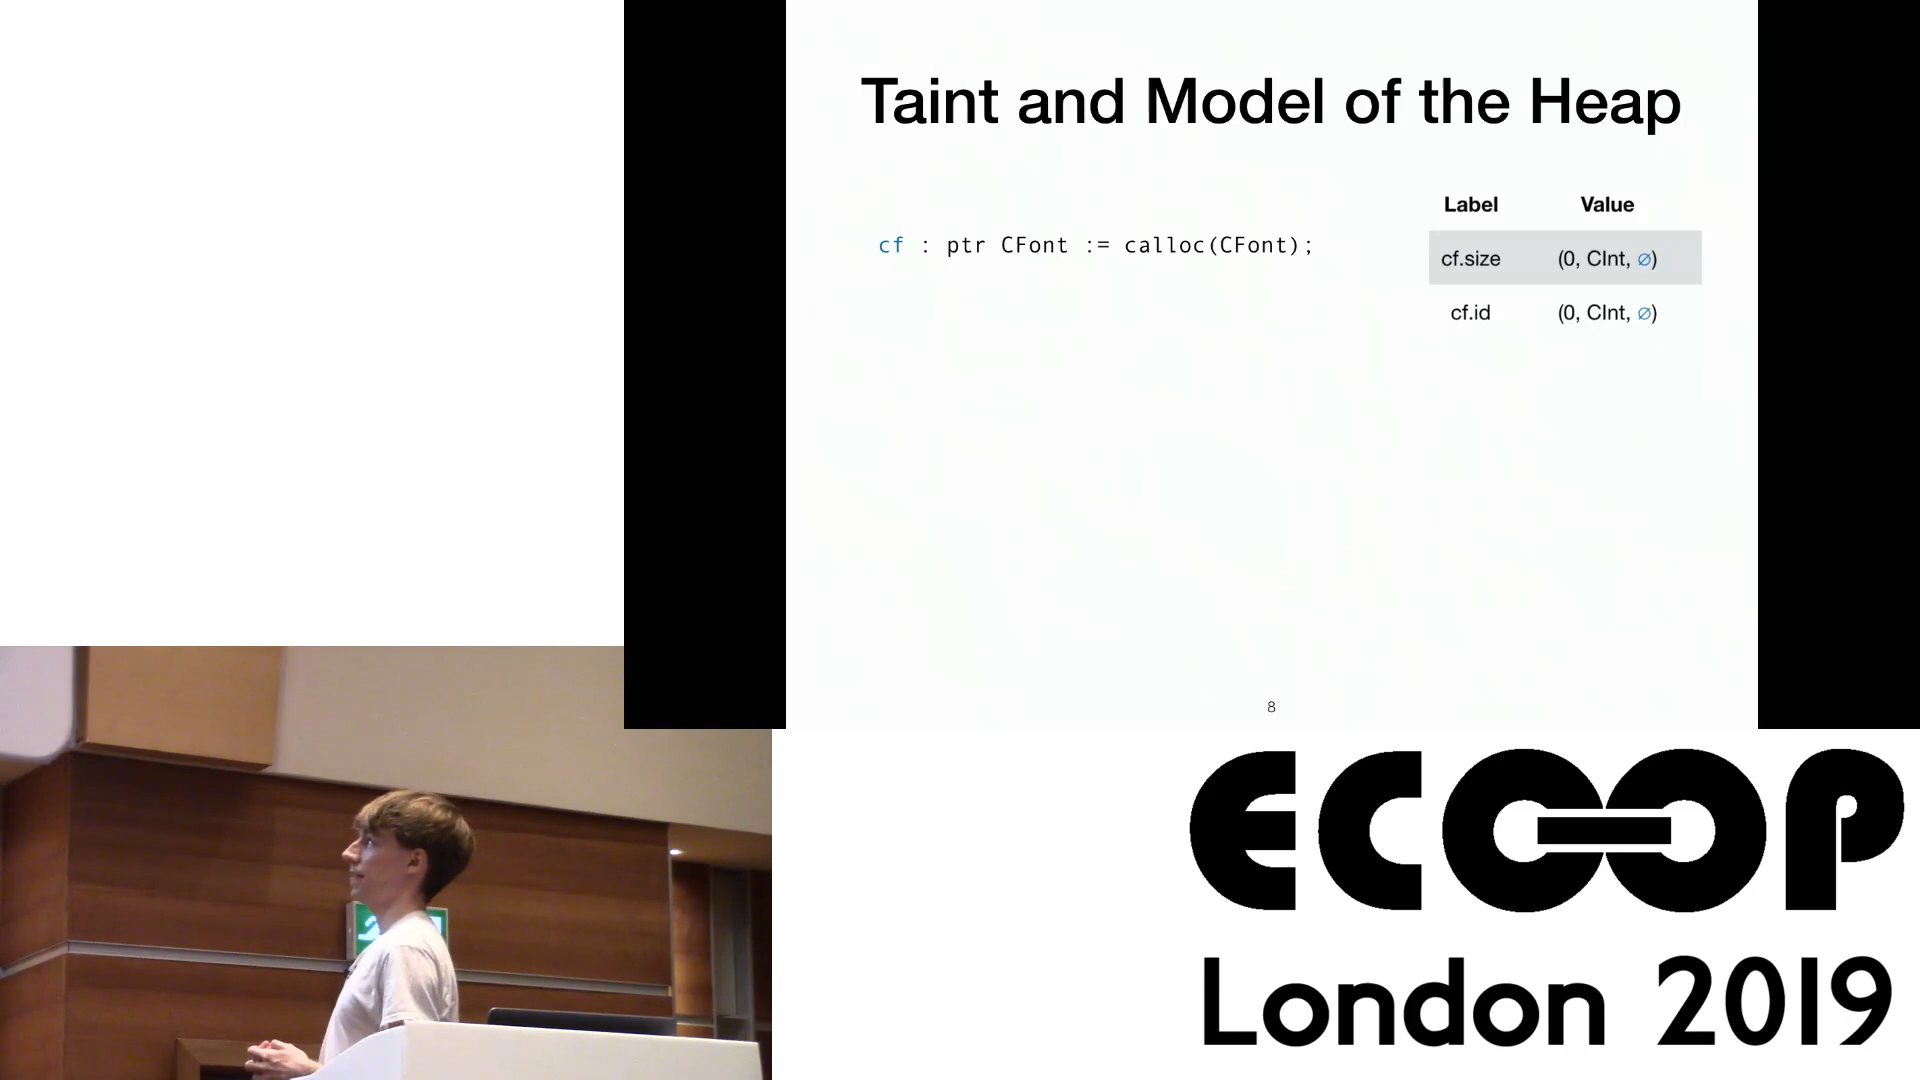 Taint and Model of the Heap
cf : ptr CFont := calloc(CFont);
Label Value
cf.size (0, CInt, ∅)
cf.id (0, CInt, ∅)
8
ECOOP
London 2019